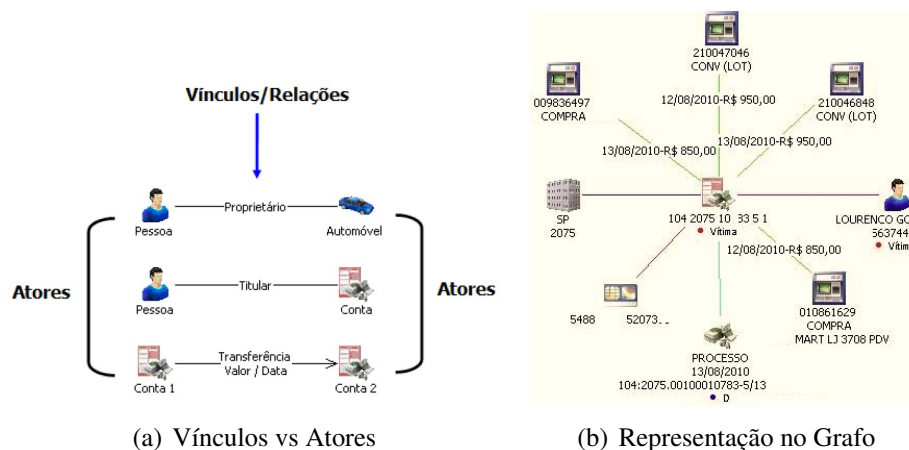 Vínculos/Relações
Proprietário
Pessoa
Automóvel
Atores
Atores
Titular
Pessoa
Conta
Transferência
Valor / Data
Conta 1
Conta 2
(a) Vínculos vs Atores
210047046
CONV (LOT)
009836497
COMPRA
210046848
CONV (LOT)
12/08/2010-R$ 950,00
13/08/2010-R$ 850,00
13/08/2010-R$ 950,00
SP
2075
104 2075 10 33 5 1
Vítima
LOURENCO GO
563744
Vítim
12/08/2010-R$ 850,00
5488 52073..
010861629
COMPRA
MART LJ 3708 PDV
PROCESSO
13/08/2010
104:2075.00100010783-5/13
D
(b) Representação no Grafo